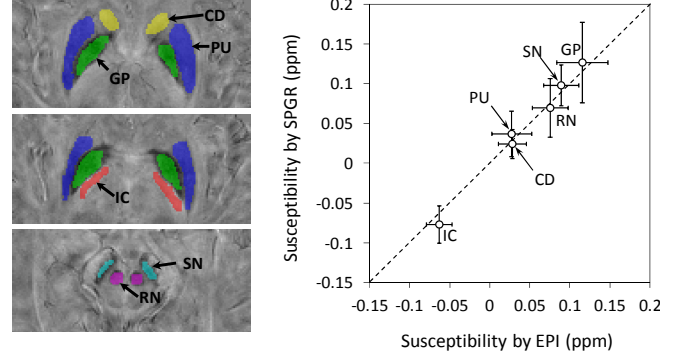 CD
PU
GP
IC
SN
RN
Susceptibility by SPGR (ppm)
0.2
0.15
0.1
0.05
0
-0.05
-0.1
-0.15
GP
SN
RN
PU
CD
IC
-0.15 -0.1 -0.05 0 0.05 0.1 0.15 0.2
Susceptibility by EPI (ppm)